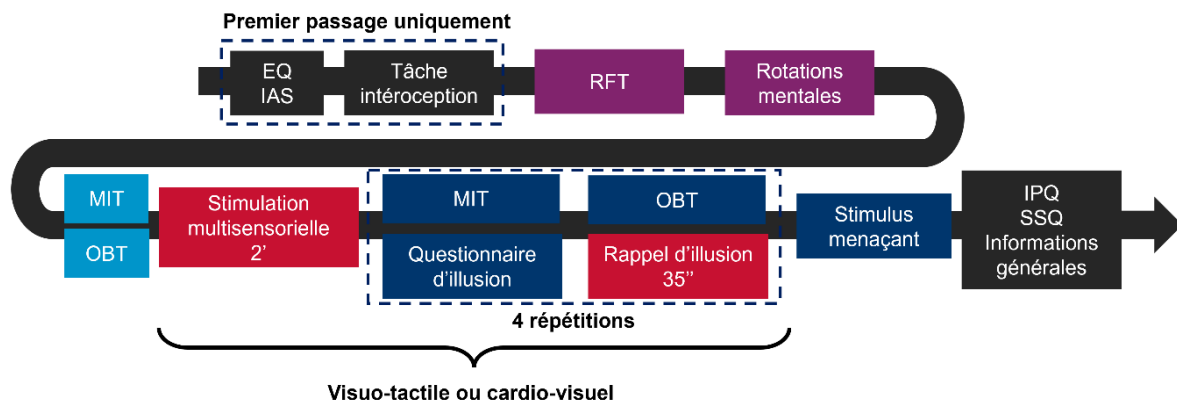 Premier passage uniquement
EQ
IAS
Tâche
intéroception
RFT
Rotations
mentales
MIT
OBT
Stimulation
multisensorielle
2'
MIT
Questionnaire
d'illusion
OBT
Rappel d'illusion
35''
Stimulus
menaçant
IPQ
SSQ
Informations
générales
4 répétitions
Visuo-tactile ou cardio-visuel